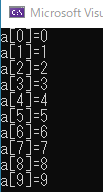 Microsoft Visu
a[0]=0
a[1]=1
a[2]=2
a[3]=3
a[4]=4
a[5]=5
a[6]=6
a[7]=7
a[8]=8
a[9]=9